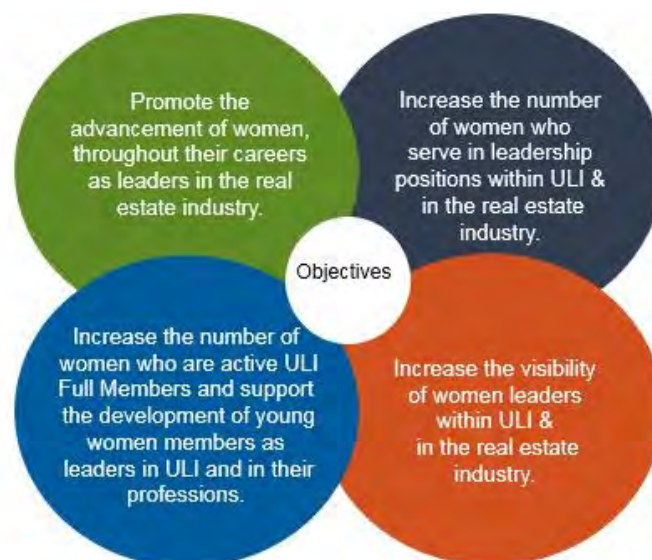 Promote the
advancement of women,
throughout their careers
as leaders in the real
estate industry.
Increase the number
of women who
serve in leadership
positions within ULI &
in the real estate
industry.
Objectives
Increase the number of
women who are active ULI
Full Members and support
the development of young
women members as
leaders in ULI and in their
professions.
Increase the visibility
of women leaders
within ULI &
in the real estate
industry.